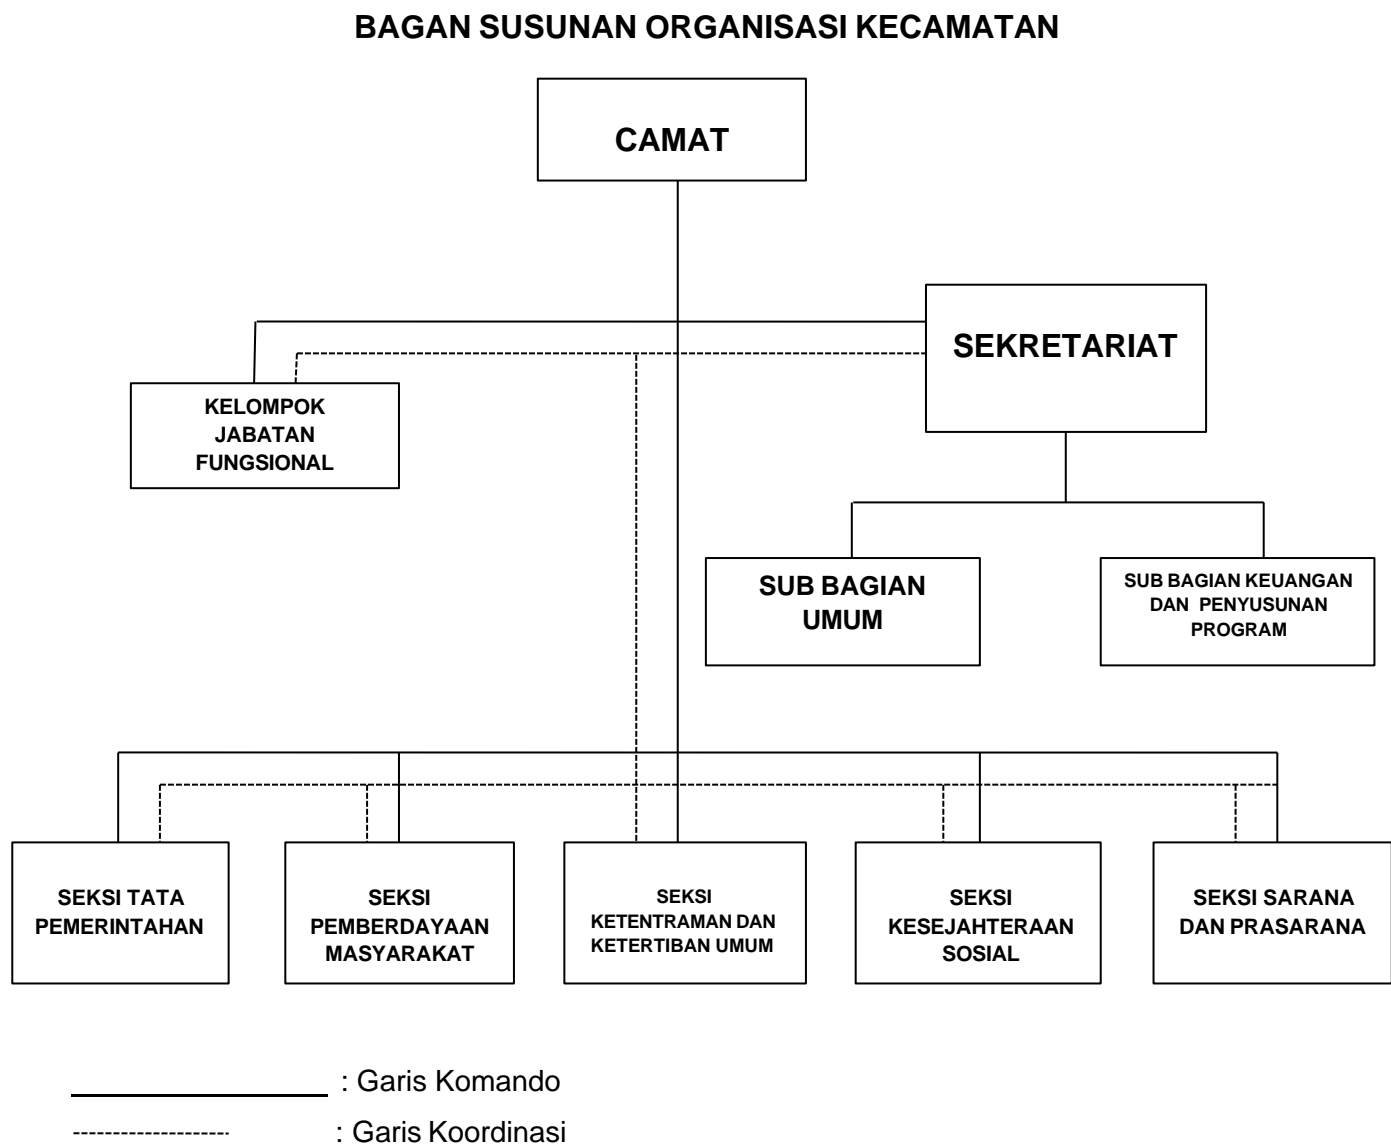 BAGAN SUSUNAN ORGANISASI KECAMATAN
CAMAT
SEKRETARIAT
KELOMPOK
JABATAN
FUNGSIONAL
SUB BAGIAN
UMUM
SUB BAGIAN KEUANGAN
DAN PENYUSUNAN
PROGRAM
SEKSI TATA
PEMERINTAHAN
SEKSI
PEMBERDAYAAN
MASYARAKAT
SEKSI
KETENTRAMAN DAN
KETERTIBAN UMUM
SEKSI
KESEJAHTERAAN
SOSIAL
SEKSI SARANA
DAN PRASARANA
: Garis Komando
: Garis Koordinasi